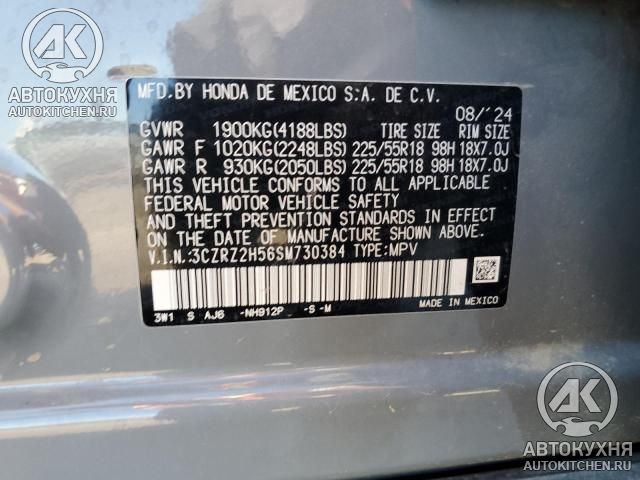 АК
АВТОКУХНЯ
AUTOKITCHEN.RU
MFD.BY HONDA DE MEXICO S.A. DE C.V.
08/'24
GVWR 1900KG(4188LBS) TIRE SIZE RIM SIZE
GAWR F 1020KG(2248LBS) 225/55R18 98H 18X7.0J
GAWR R 930KG(2050LBS) 225/55R18 98H 18X7.0J
THIS VEHICLE CONFORMS TO ALL APPLICABLE
FEDERAL MOTOR VEHICLE SAFETY
AND THEFT PREVENTION STANDARDS IN EFFECT
ON THE DATE OF MANUFACTURE SHOWN ABOVE.
V.I.N.:3CZRZ2H56SM730384 TYPE:MPV
MADE IN MEXICO
3W1 S AJ6 -NH912P -S -M
АК
АВТОКУХНЯ
AUTOKITCHEN.RU